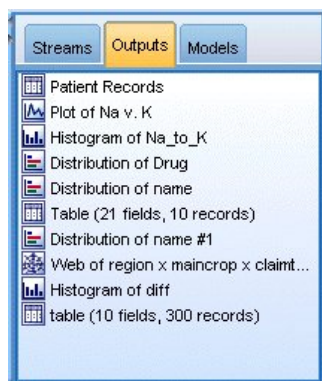 Streams Outputs Models
Patient Records
Plot of Na v. K
Histogram of Na_to_K
Distribution of Drug
Distribution of name
Table (21 fields, 10 records)
Distribution of name #1
Web of region x maincrop x claimt...
Histogram of diff
table (10 fields, 300 records)